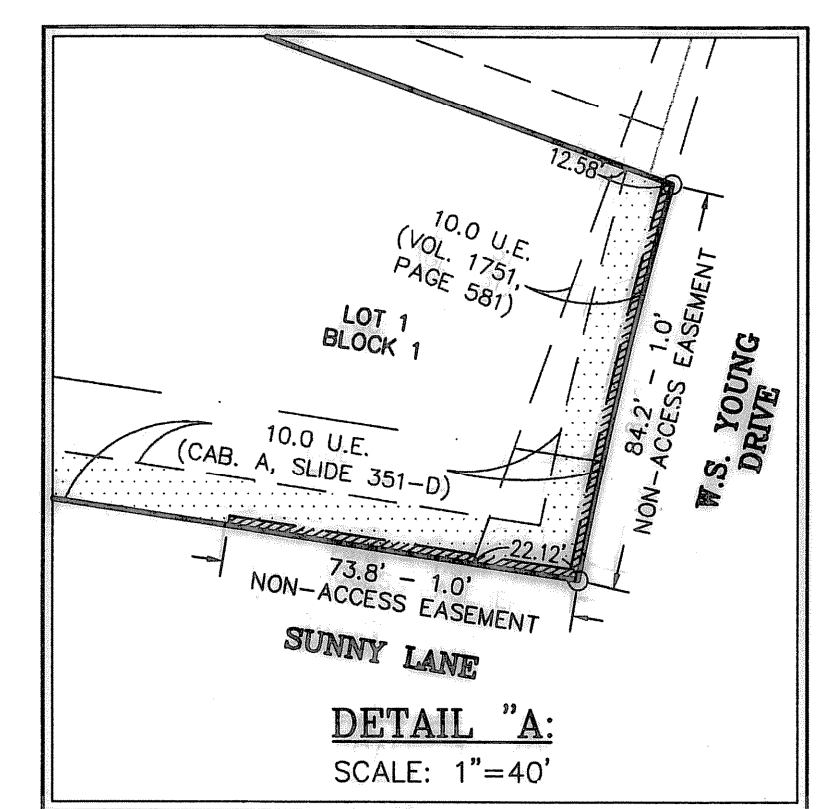 12.58'
10.0 U.E.
(VOL. 1751,
PAGE 581)
LOT 1
BLOCK 1
84.2' - 1.0'
NON-ACCESS EASEMENT
W.S. YOUNG
DRIVE
10.0 U.E.
(CAB. A, SLIDE 351-D)
22.12'
73.8' - 1.0'
NON-ACCESS EASEMENT
SUNNY LANE
DETAIL "A:
SCALE: 1"=40'